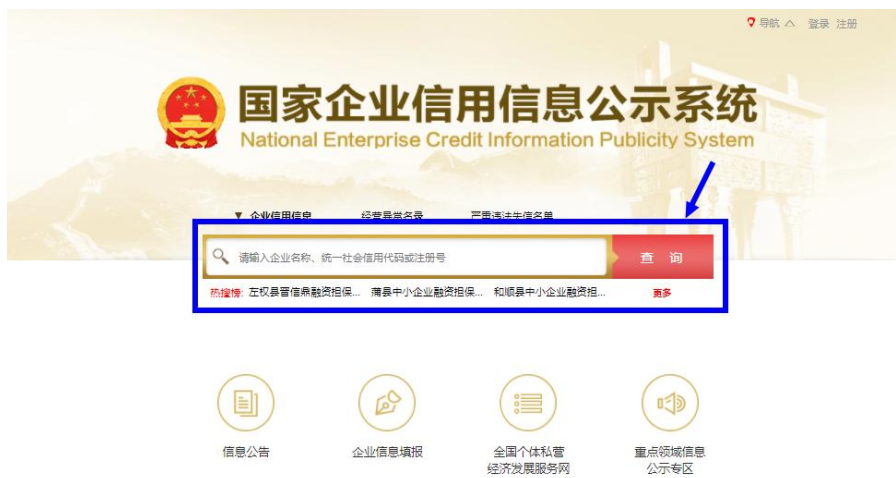 导航 登录 注册
国家企业信用信息公示系统
National Enterprise Credit Information Publicity System
企业信用信息 经营异常名录 严重违法失信名单
请输入企业名称、统一社会信用代码或注册号 查 询
热搜榜: 左权县晋信鼎融资担保... 蒲县中小企业融资担保... 和顺县中小企业融资担... 更多
信息公告 企业信息填报 全国个体私营 重点领域信息
经济发展服务网 公示专区